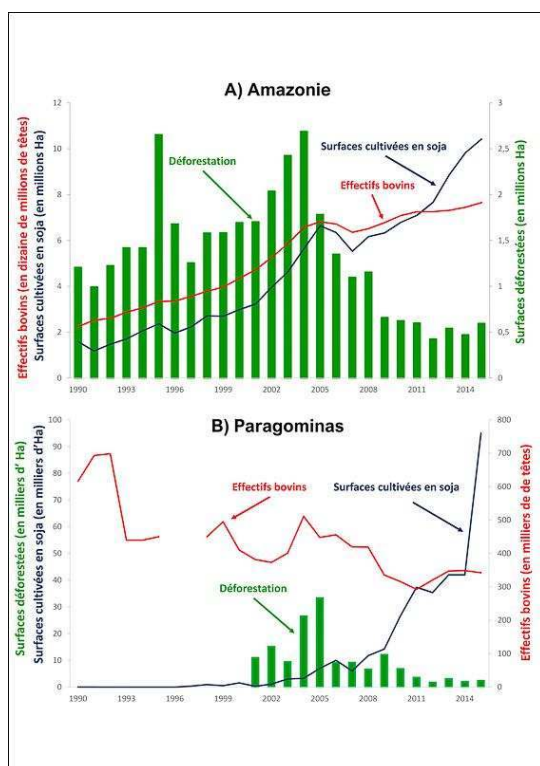 A) Amazonie
Effectifs bovins (en dizaine de millions de têtes)
Surfaces cultivées en soja (en millions Ha)
12
10
8
6
4
2
0
Déforestation
Surfaces cultivées en soja
Effectifs bovins
3
2,5
2
1,5
1
0,5
0
Surfaces déforestées (en millions Ha)
1990 1993 1996 1999 2002 2005 2008 2011 2014
B) Paragominas
Surfaces déforestées (en milliers d' Ha)
Surfaces cultivées en soja (en milliers d'Ha)
100
90
80
70
60
50
40
30
20
10
0
Effectifs bovins
Surfaces cultivées en soja
Déforestation
800
700
600
500
400
300
200
100
0
Effectifs bovins (en milliers de de têtes)
1990 1993 1996 1999 2002 2005 2008 2011 2014